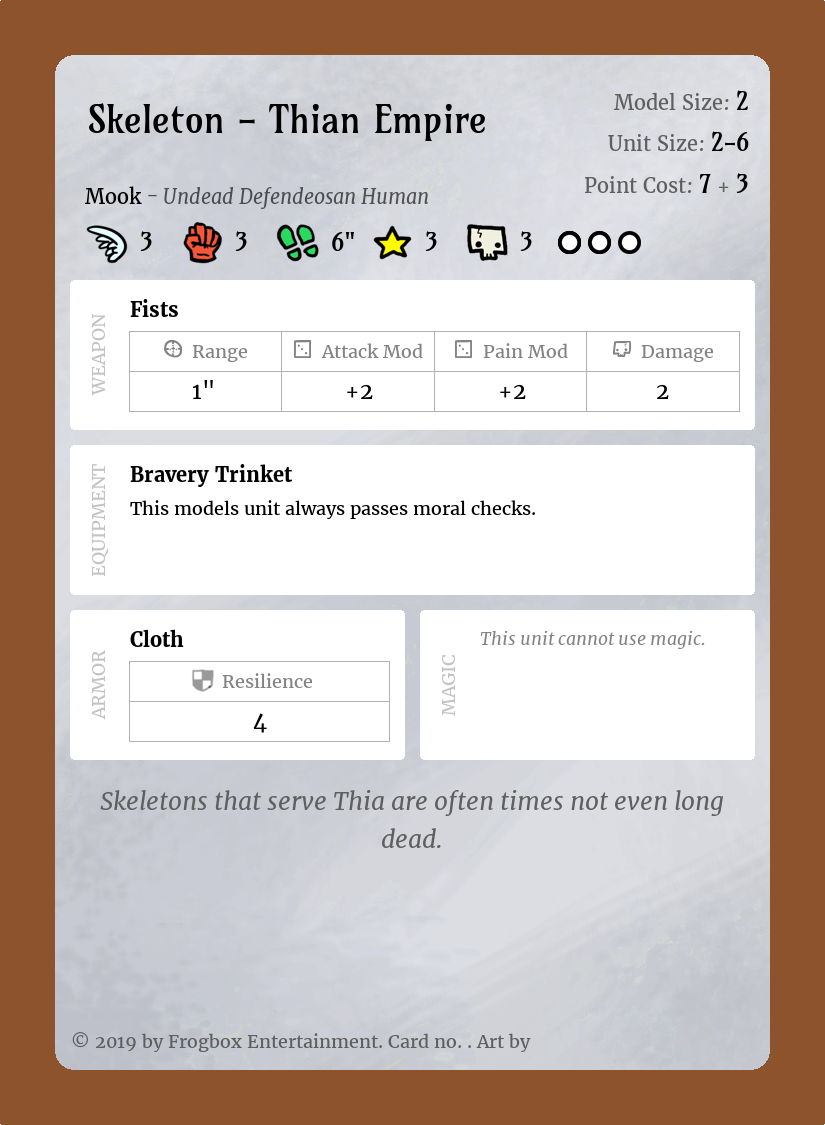 Skeleton – Thian Empire
Model Size: 2
Unit Size: 2–6
Point Cost: 7 + 3
Mook – Undead Defendeosan Human
3 3 6" 3 3
WEAPON
Fists
Range Attack Mod Pain Mod Damage
1" +2 +2 2
EQUIPMENT
Bravery Trinket
This models unit always passes moral checks.
ARMOR
Cloth
Resilience
4
MAGIC
This unit cannot use magic.
Skeletons that serve Thia are often times not even long
dead.
© 2019 by Frogbox Entertainment. Card no. . Art by